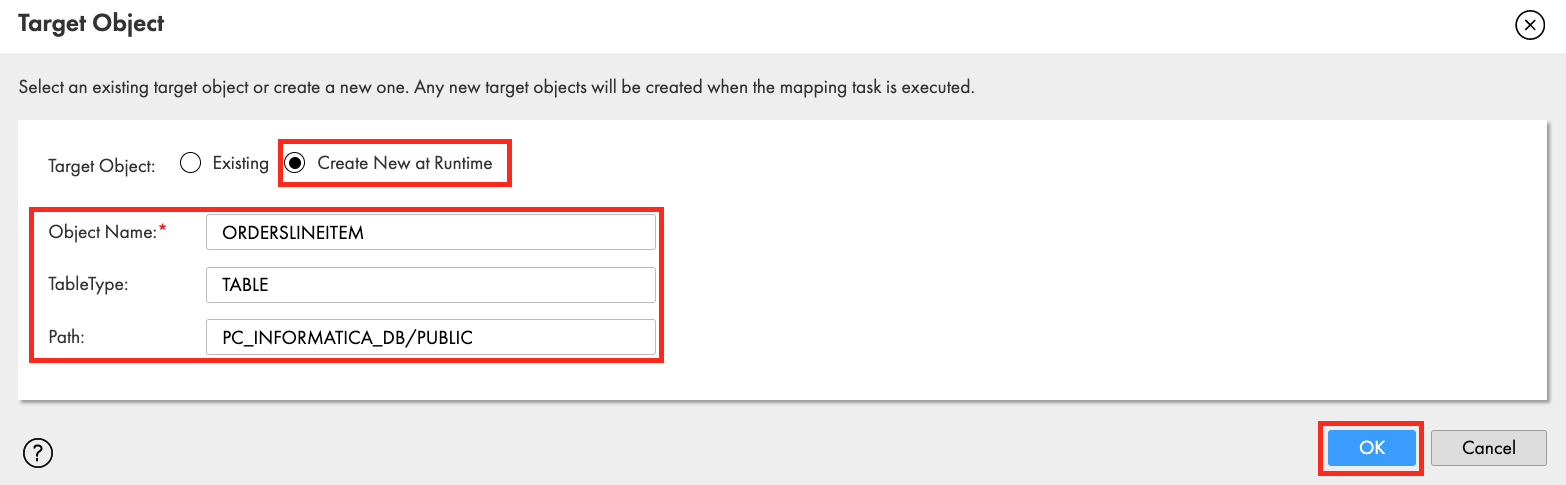 Target Object
Select an existing target object or create a new one. Any new target objects will be created when the mapping task is executed.
Target Object: Existing Create New at Runtime
Object Name:* ORDERSLINEITEM
TableType: TABLE
Path: PC_INFORMATICA_DB/PUBLIC
? OK Cancel